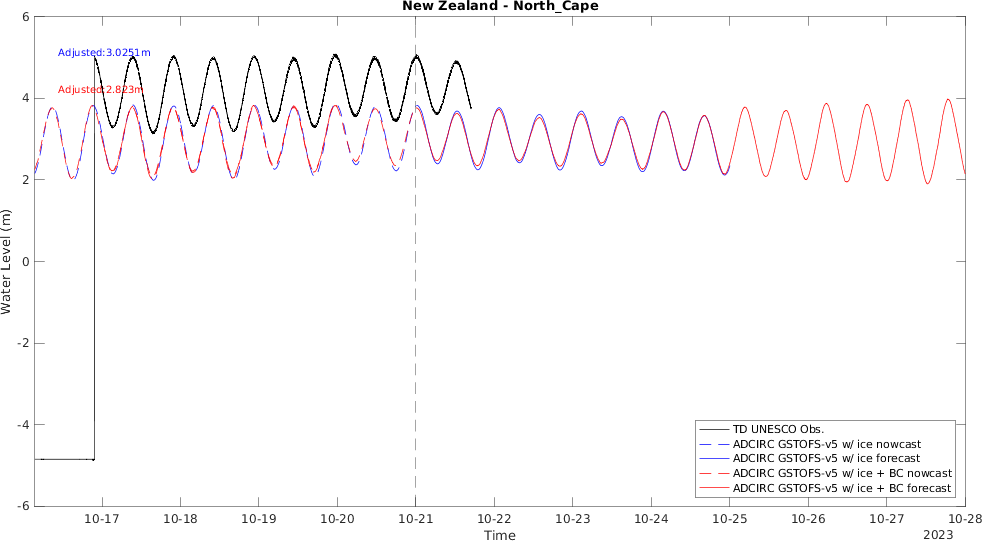 New Zealand - North_Cape
6
Adjusted:3.0251m
Adjusted:2.823m
4
2
0
-2
-4
-6
Water Level (m)
TD UNESCO Obs.
ADCIRC GSTOFS-v5 w/ ice nowcast
ADCIRC GSTOFS-v5 w/ ice forecast
ADCIRC GSTOFS-v5 w/ ice + BC nowcast
ADCIRC GSTOFS-v5 w/ ice + BC forecast
10-17 10-18 10-19 10-20 10-21 10-22 10-23 10-24 10-25 10-26 10-27 10-28
Time
2023